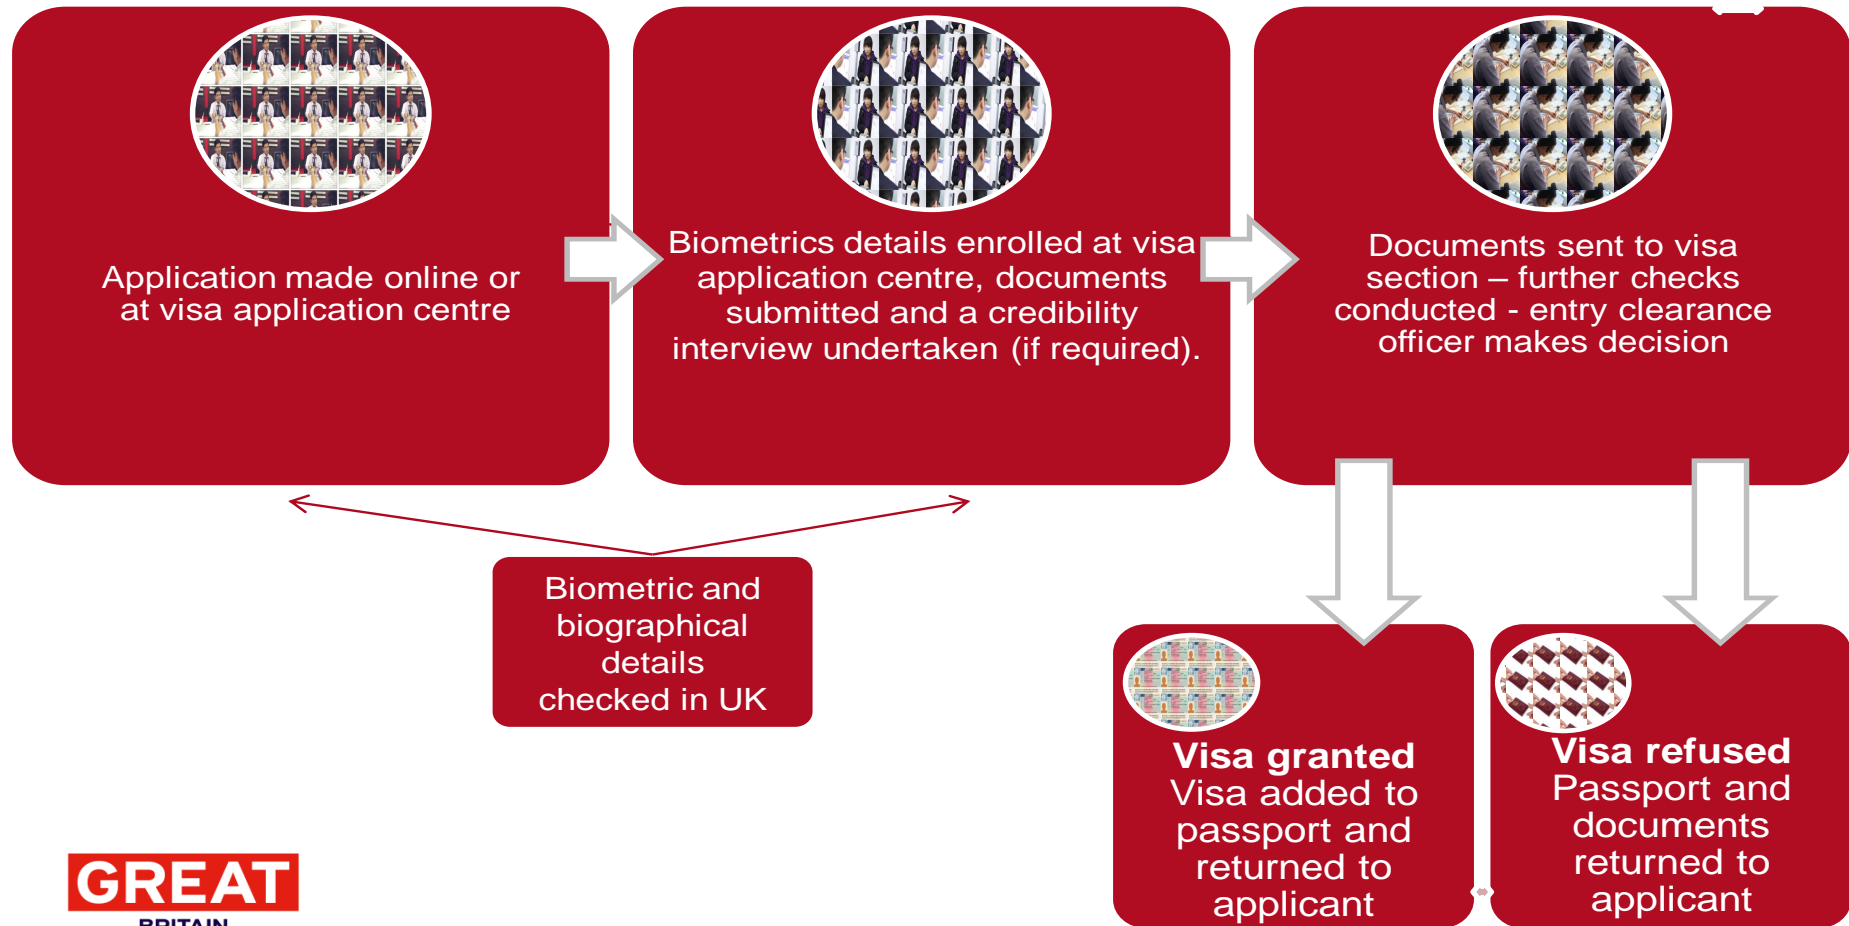 Application made online or
at visa application centre
Biometrics details enrolled at visa
application centre, documents
submitted and a credibility
interview undertaken (if required).
Documents sent to visa
section – further checks
conducted - entry clearance
officer makes decision
Biometric and
biographical
details
checked in UK
Visa granted
Visa added to
passport and
returned to
applicant
Visa refused
Passport and
documents
returned to
applicant
GREAT
BRITAIN